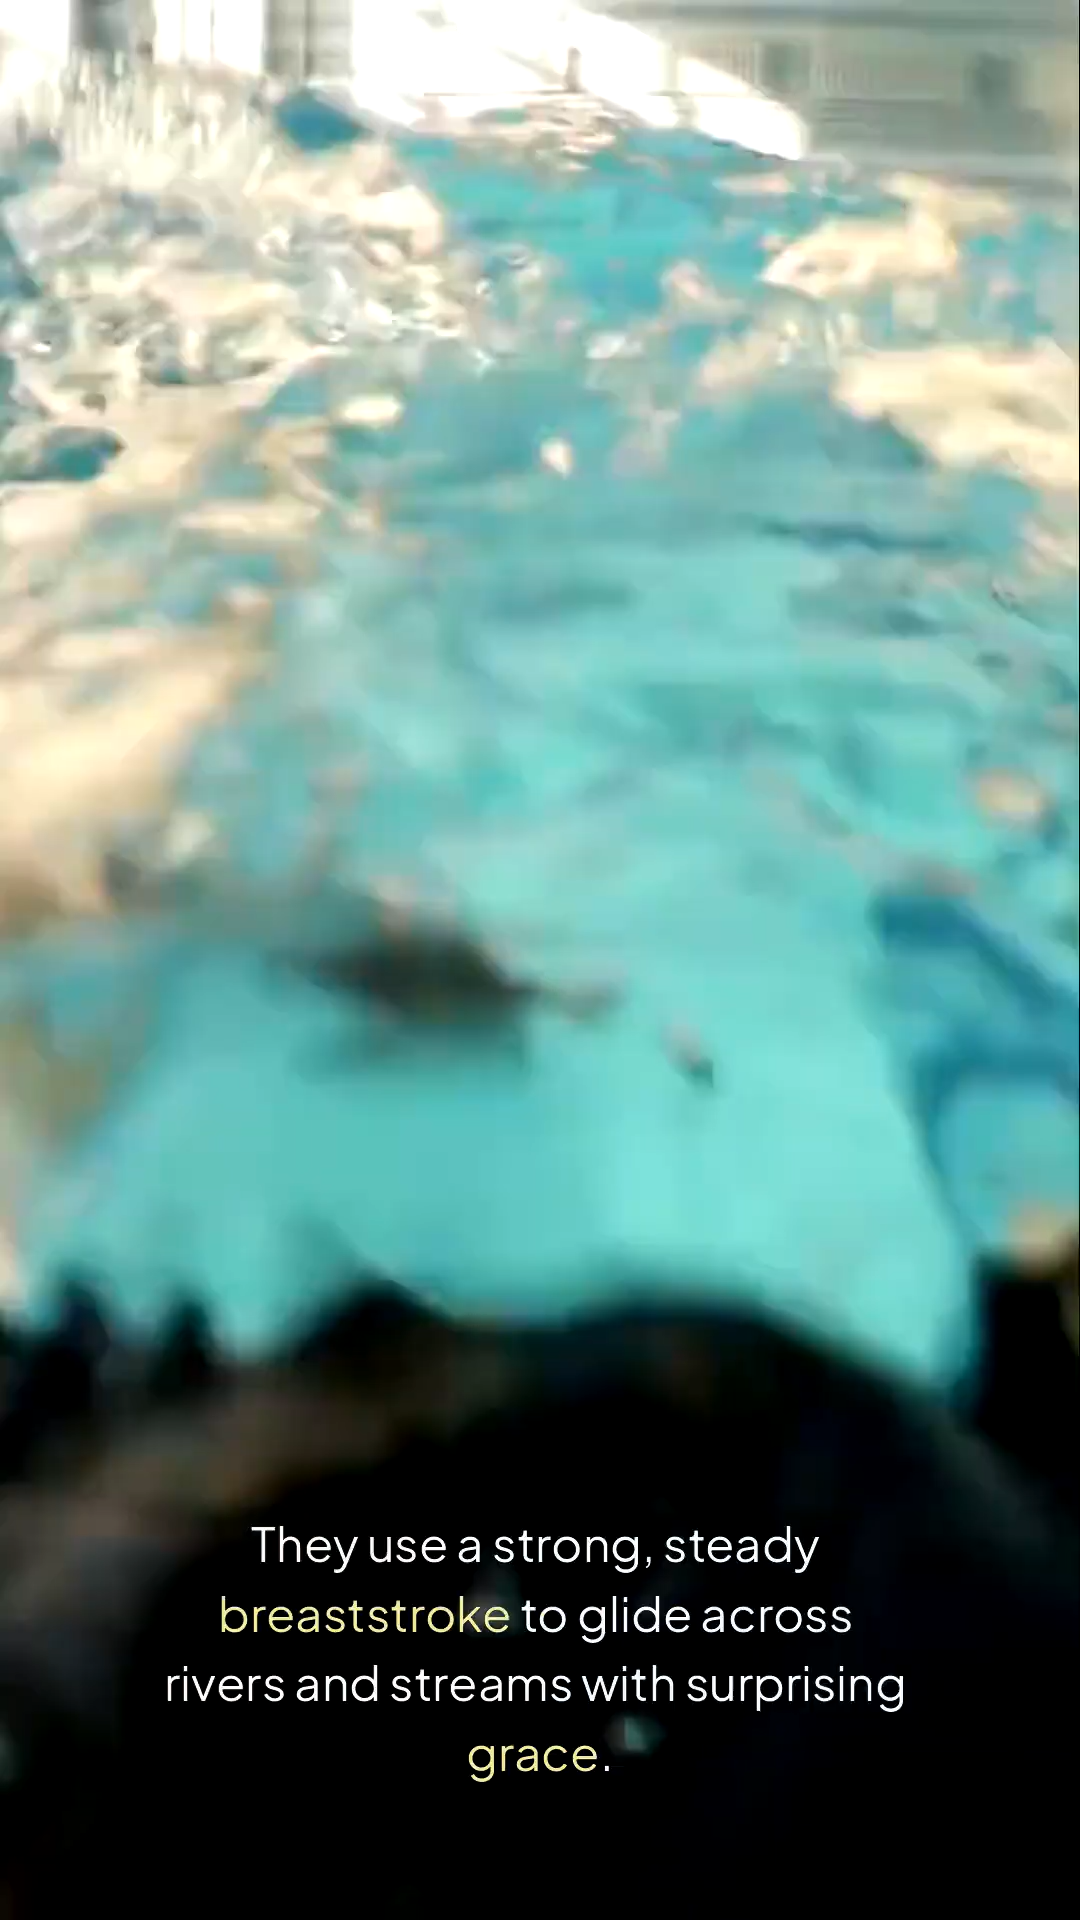 They use a strong, steady
breaststroke to glide across
rivers and streams with surprising
grace.